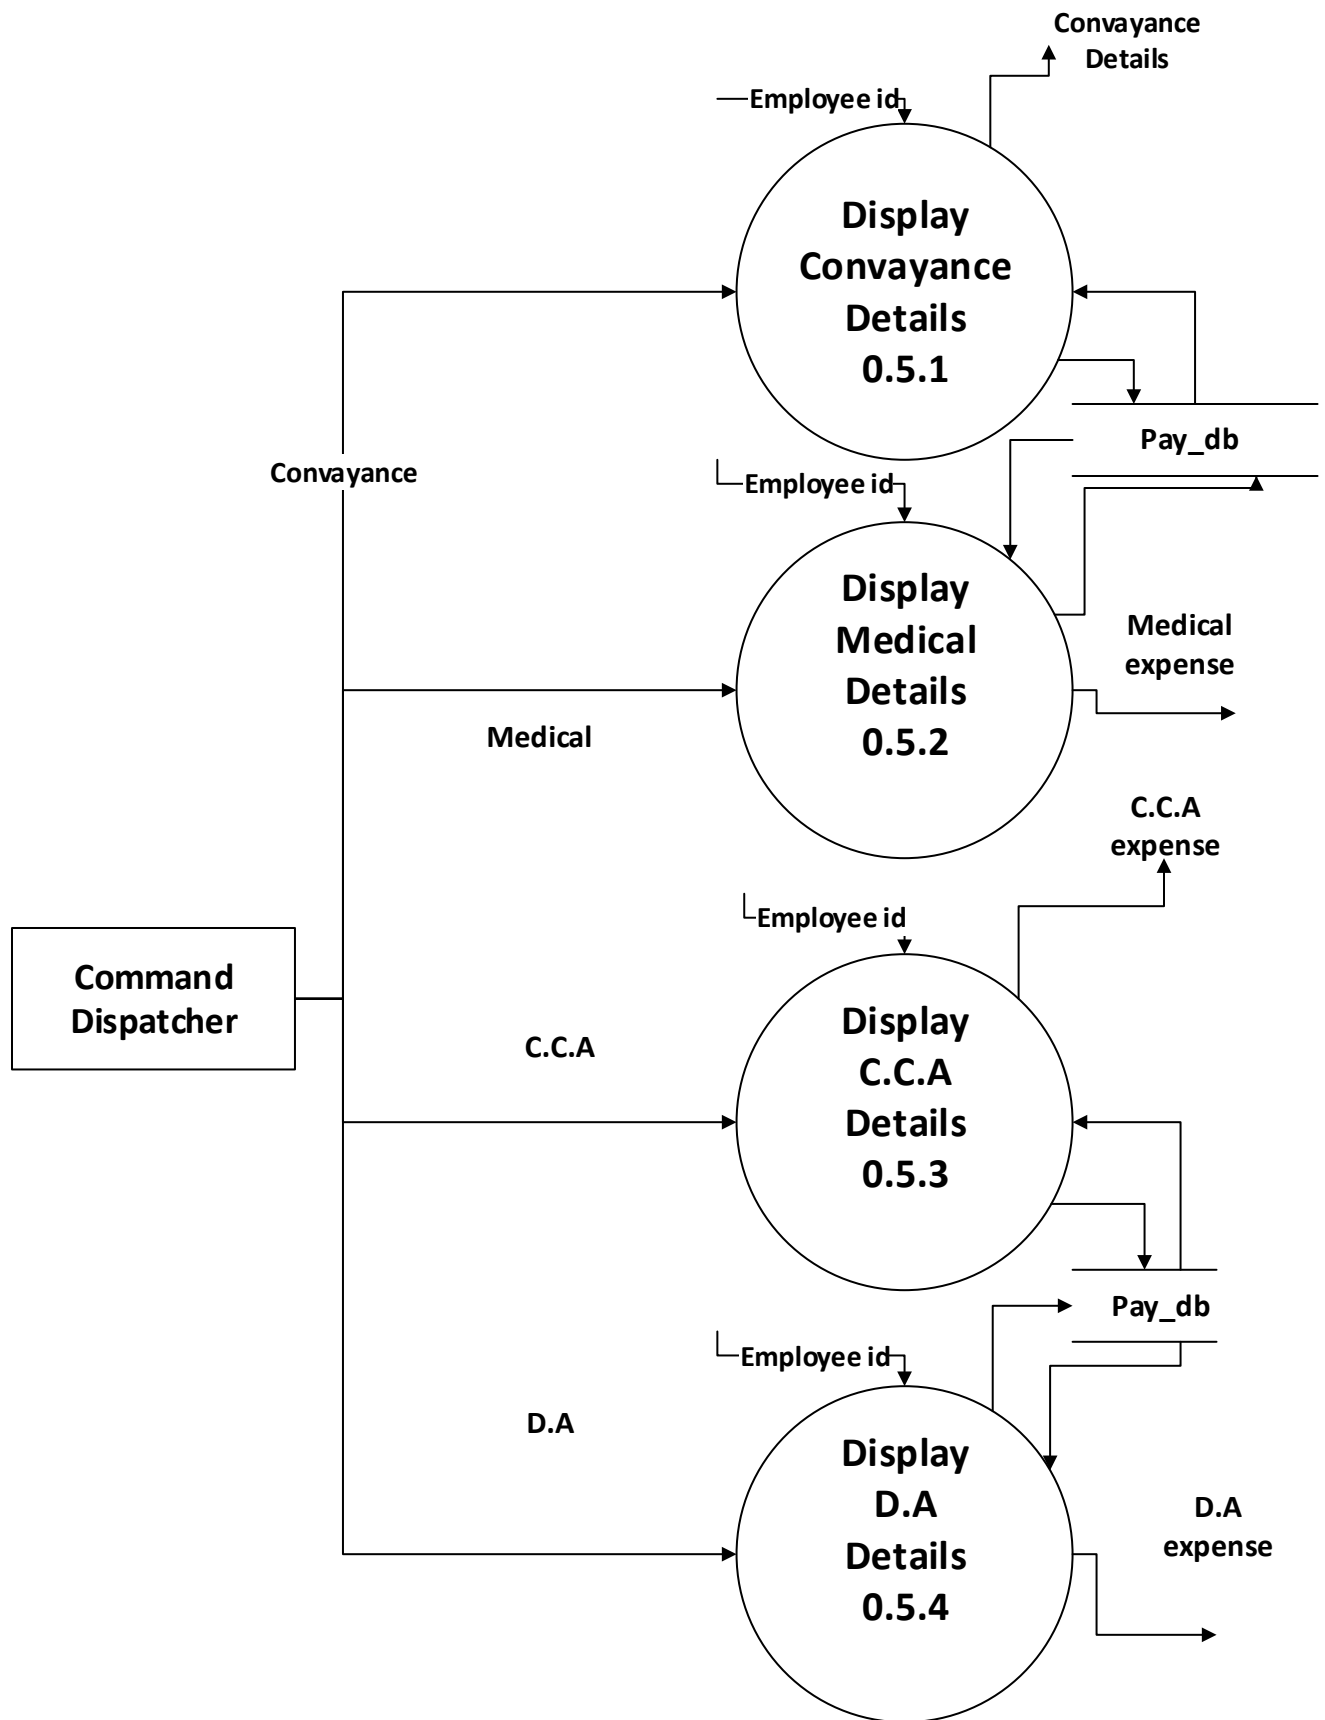 Convayance
Details
Employee id
Display
Convayance
Details
0.5.1
Pay_db
Convayance
Employee id
Display
Medical
Details
0.5.2
Medical
expense
Medical
C.C.A
expense
Employee id
Command
Dispatcher
Display
C.C.A
Details
0.5.3
C.C.A
Pay_db
Employee id
D.A
Display
D.A
Details
0.5.4
D.A
expense